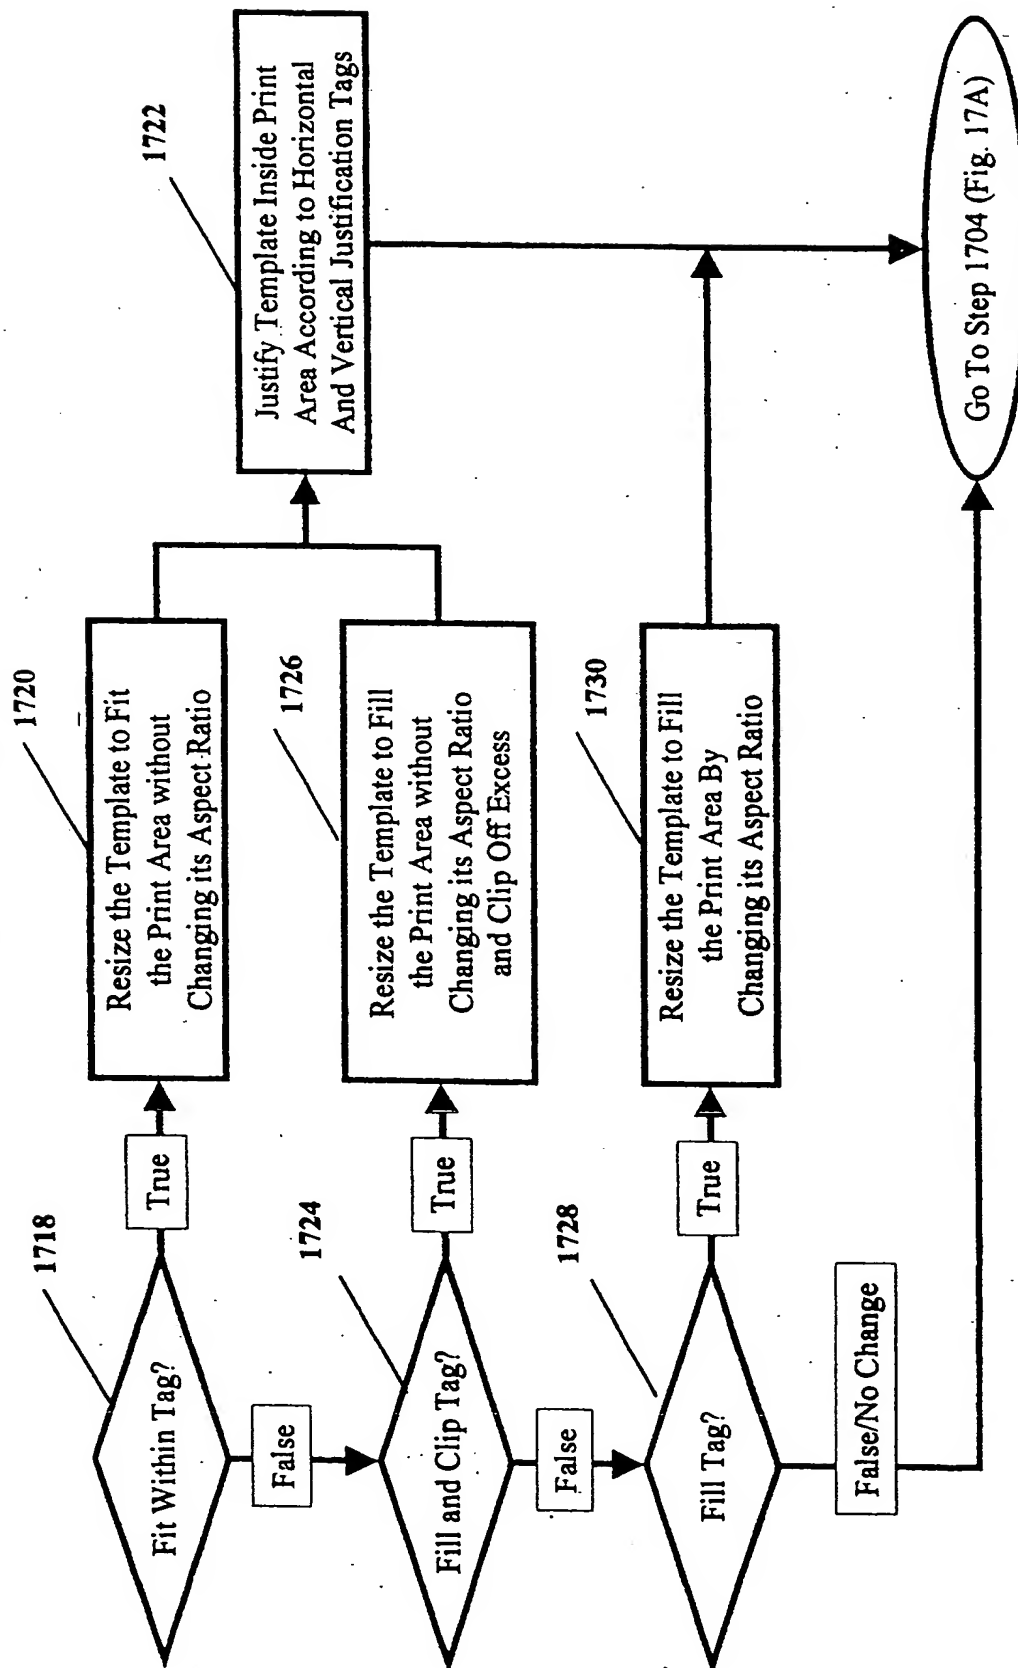 1718
Fit Within Tag?
True
1720
Resize the Template to Fit
the Print Area without
Changing its Aspect Ratio
1722
Justify Template Inside Print
Area According to Horizontal
And Vertical Justification Tags
False
1724
Fill and Clip Tag?
True
1726
Resize the Template to Fill
the Print Area without
Changing its Aspect Ratio
and Clip Off Excess
False
1728
Fill Tag?
True
1730
Resize the Template to Fill
the Print Area By
Changing its Aspect Ratio
False/No Change
Go To Step 1704 (Fig. 17A)